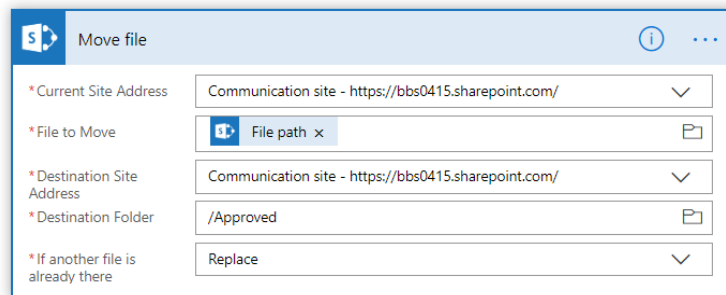 Move file
*Current Site Address
Communication site - https://bbs0415.sharepoint.com/
*File to Move
File path ×
*Destination Site
Address
Communication site - https://bbs0415.sharepoint.com/
*Destination Folder
/Approved
*If another file is
already there
Replace